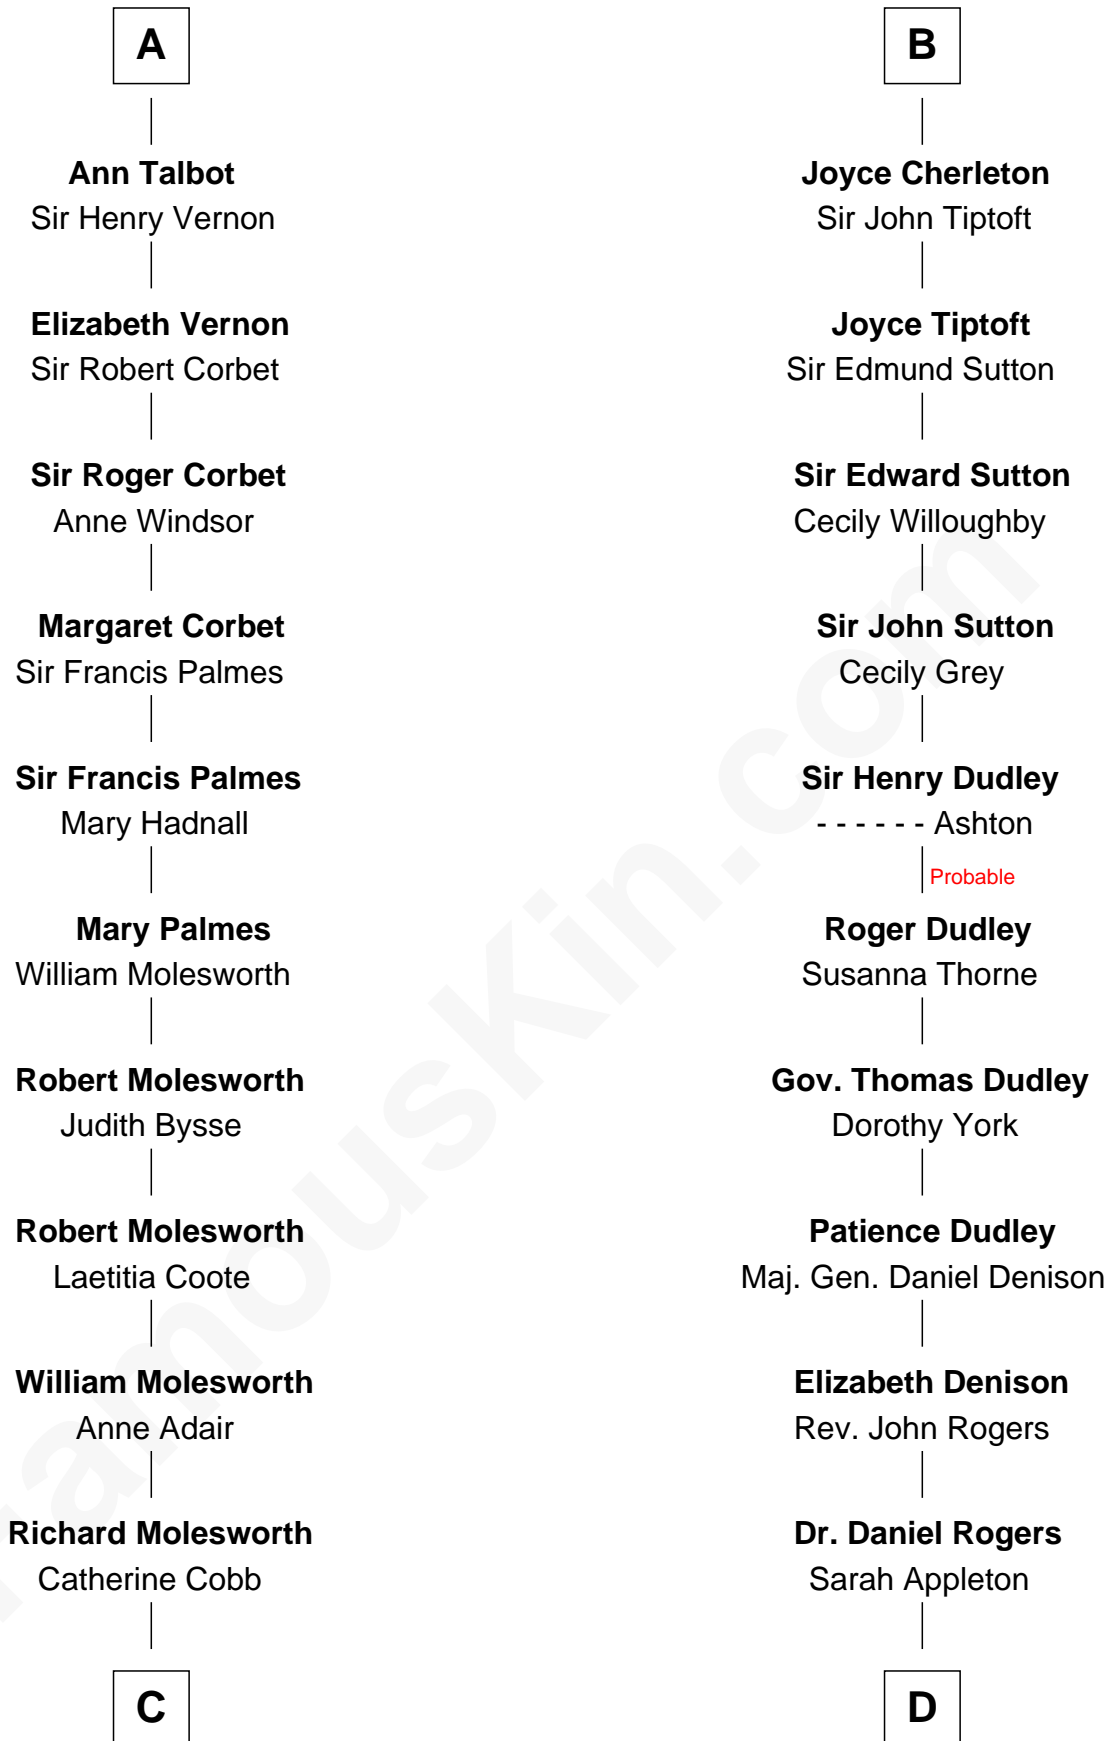 A
Ann Talbot
Sir Henry Vernon
Elizabeth Vernon
Sir Robert Corbet
Sir Roger Corbet
Anne Windsor
Margaret Corbet
Sir Francis Palmes
Sir Francis Palmes
Mary Hadnall
Mary Palmes
William Molesworth
Robert Molesworth
Judith Bysse
Robert Molesworth
Laetitia Coote
William Molesworth
Anne Adair
Richard Molesworth
Catherine Cobb
C
B
Joyce Cherleton
Sir John Tiptoft
Joyce Tiptoft
Sir Edmund Sutton
Sir Edward Sutton
Cecily Willoughby
Sir John Sutton
Cecily Grey
Sir Henry Dudley
- - - - - - Ashton
Probable
Roger Dudley
Susanna Thorne
Gov. Thomas Dudley
Dorothy York
Patience Dudley
Maj. Gen. Daniel Denison
Elizabeth Denison
Rev. John Rogers
Dr. Daniel Rogers
Sarah Appleton
D
FamousKin.com